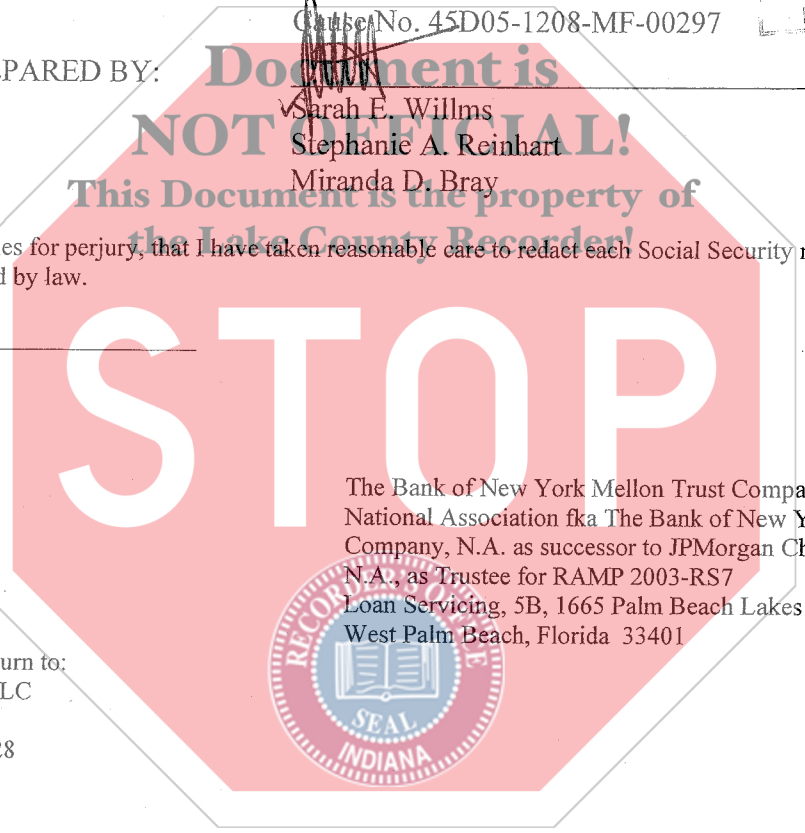 Cause No. 45D05-1208-MF-00297
PARED BY:
Document is
NOT OFFICIAL!
This Document is the property of
the Lake County Recorder!
Sarah E. Willms
Stephanie A. Reinhart
Miranda D. Bray
es for perjury, that I have taken reasonable care to redact each Social Security
d by law.
STOP
The Bank of New York Mellon Trust Compa
National Association fka The Bank of New Y
Company, N.A. as successor to JPMorgan Ch
N.A., as Trustee for RAMP 2003-RS7
Loan Servicing, 5B, 1665 Palm Beach Lakes
West Palm Beach, Florida 33401
RECORDER'S OFFICE
SEAL
INDIANA
urn to:
LC
28